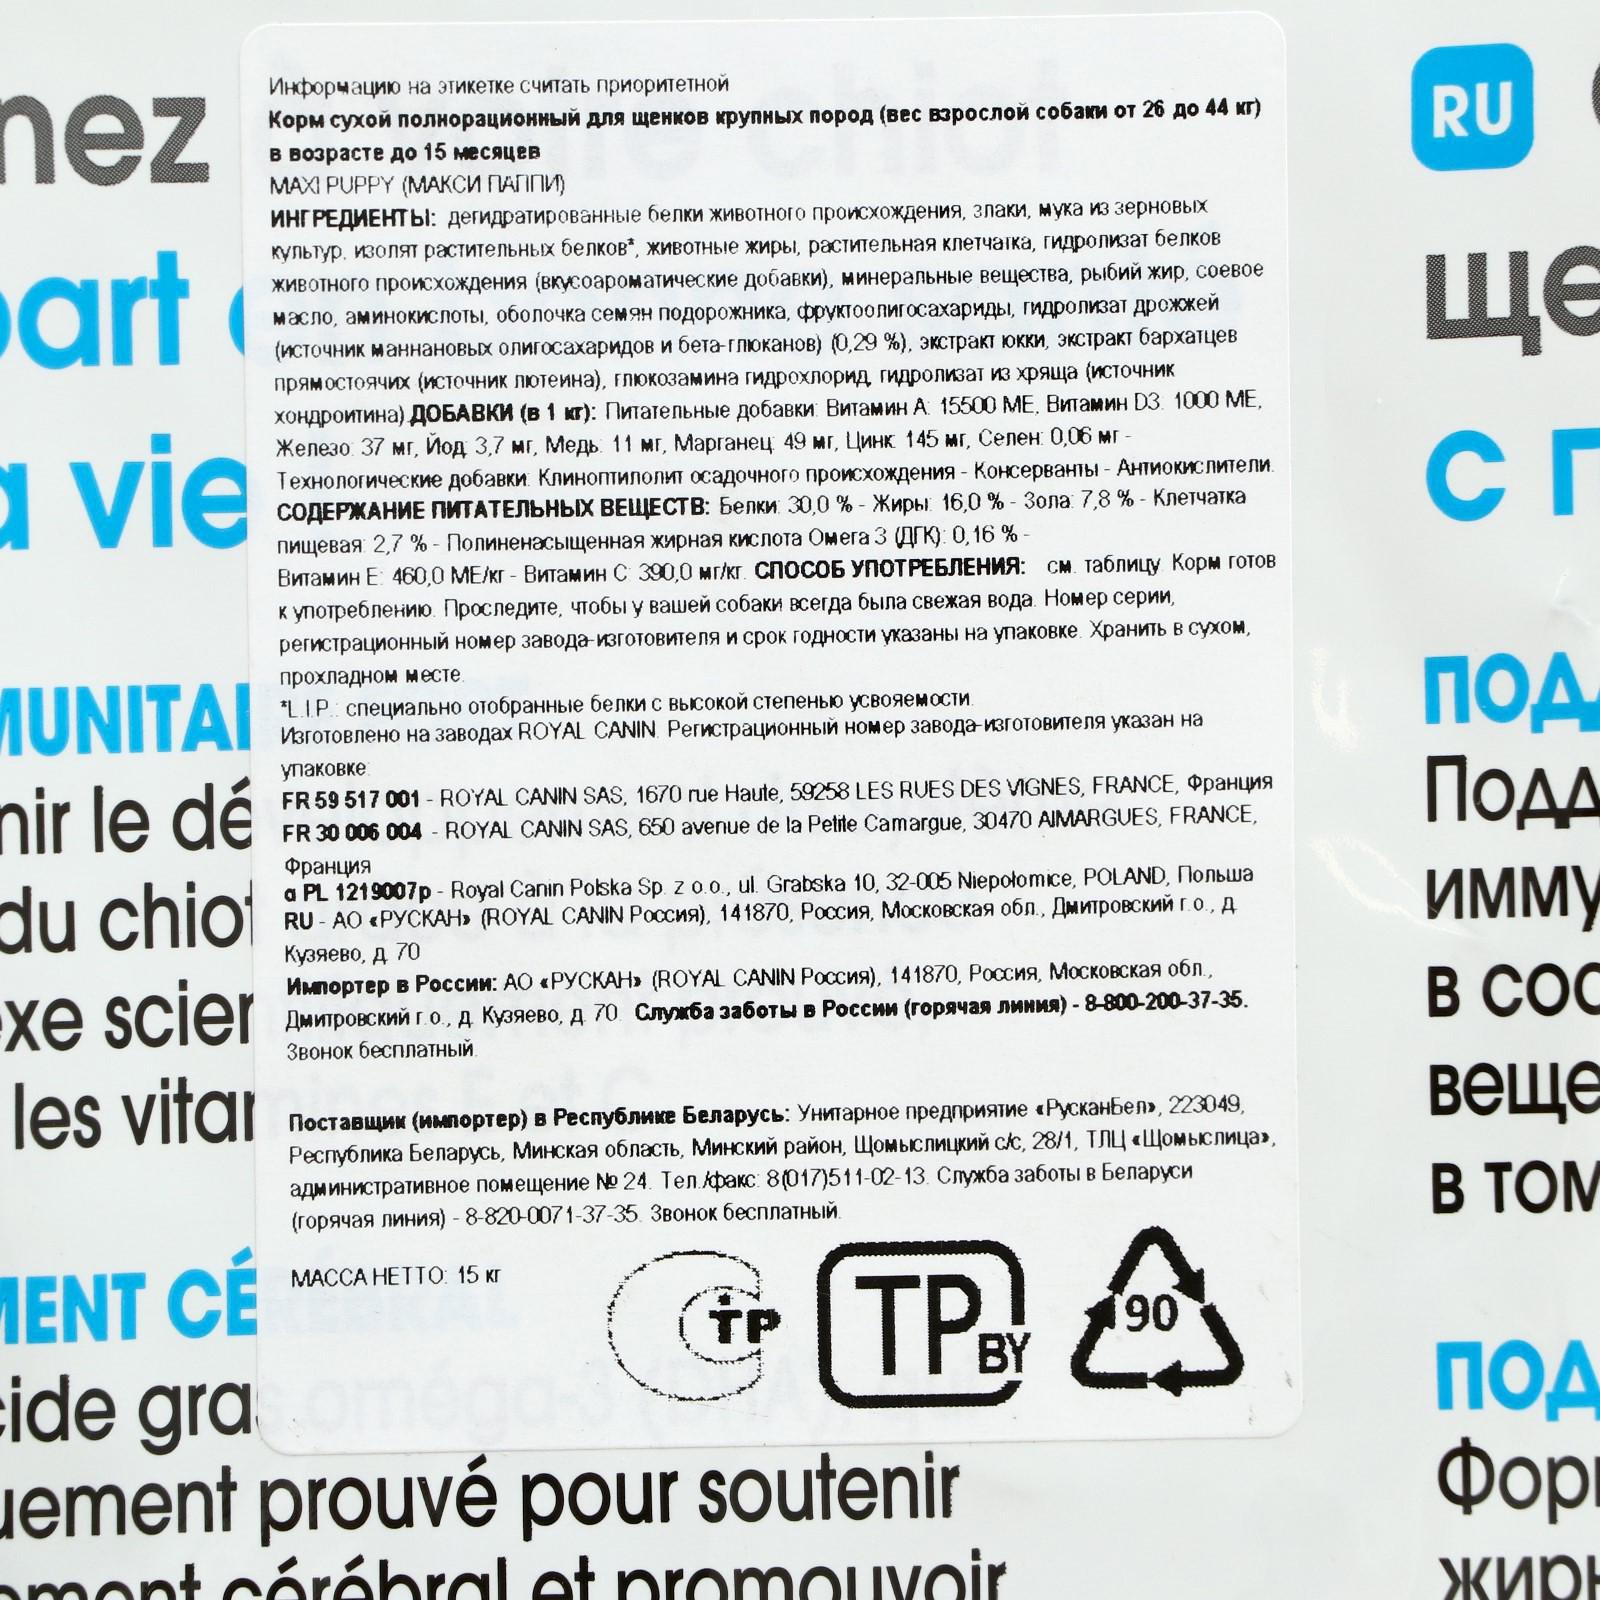 Информацию на этикетке считать приоритетной
Корм сухой полнорационный для щенков крупных пород (вес взрослой собаки от 26 до 44 кг)
в возрасте до 15 месяцев
MAXI PUPPY (МАКСИ ПАППИ)
ИНГРЕДИЕНТЫ: дегидратированные белки животного происхождения, злаки, мука из зерновых
культур, изолят растительных белков*, животные жиры, растительная клетчатка, гидролизат белков
животного происхождения (вкусоароматические добавки), минеральные вещества, рыбий жир, соевое
масло, аминокислоты, оболочка семян подорожника, фруктоолигосахариды, гидролизат дрожжей
(источник маннановых олигосахаридов и бета-глюканов) (0,29 %), экстракт юкки, экстракт бархатцев
прямостоячих (источник лютеина), глюкозамина гидрохлорид, гидролизат из хряща (источник
хондроитина).ДОБАВКИ (в 1 кг): Питательные добавки: Витамин А: 15500 МЕ, Витамин D3: 1000 МЕ,
Железо: 37 мг, Йод: 3,7 мг, Медь: 11 мг, Марганец: 49 мг, Цинк: 145 мг, Селен: 0,06 мг -
Технологические добавки: Клиноптилолит осадочного происхождения - Консерванты - Антиокислители.
СОДЕРЖАНИЕ ПИТАТЕЛЬНЫХ ВЕЩЕСТВ: Белки: 30,0 % - Жиры: 16,0 % - Зола: 7,8 % - Клетчатка
пищевая: 2,7 % - Полиненасыщенная жирная кислота Омега 3 (ДГК): 0,16 % -
Витамин Е: 460,0 МЕ/кг - Витамин С: 390,0 мг/кг. СПОСОБ УПОТРЕБЛЕНИЯ: см. таблицу. Корм готов
к употреблению. Проследите, чтобы у вашей собаки всегда была свежая вода. Номер серии,
регистрационный номер завода-изготовителя и срок годности указаны на упаковке. Хранить в сухом,
прохладном месте.
*L.I.P.: специально отобранные белки с высокой степенью усвояемости.
Изготовлено на заводах ROYAL CANIN. Регистрационный номер завода-изготовителя указан на
упаковке:
FR 59 517 001 - ROYAL CANIN SAS, 1670 rue Haute, 59258 LES RUES DES VIGNES, FRANCE, Франция
FR 30 006 004 - ROYAL CANIN SAS, 650 avenue de la Petite Camargue, 30470 AIMARGUES, FRANCE,
Франция
α PL 1219007p - Royal Canin Polska Sp. z o.o., ul. Grabska 10, 32-005 Niepołomice, POLAND, Польша
RU - АО «РУСКАН» (ROYAL CANIN Россия), 141870, Россия, Московская обл., Дмитровский г.о., д.
Кузяево, д. 70
Импортер в России: АО «РУСКАН» (ROYAL CANIN Россия), 141870, Россия, Московская обл.,
Дмитровский г.о., д. Кузяево, д. 70. Служба заботы в России (горячая линия) - 8-800-200-37-35.
Звонок бесплатный.
Поставщик (импортер) в Республике Беларусь: Унитарное предприятие «РусканБел», 223049,
Республика Беларусь, Минская область, Минский район, Щомыслицкий с/с, 28/1, ТЛЦ «Щомыслица»,
административное помещение № 24. Тел./факс: 8(017)511-02-13. Служба заботы в Беларуси
(горячая линия) - 8-820-0071-37-35. Звонок бесплатный.
МАССА НЕТТО: 15 кг
СТР
ТР BY
90
nez
part
a vie
MUNITAI
nir le dé
du chiot
exe scien
les vitam
MENT CÉ
cide gras
uement prouvé pour soutenir
cérébral et promouvoir
RU
ще
с п
ПОДД
Подд
имму
в сос
веще
в том
ПОД
Форм
жирн